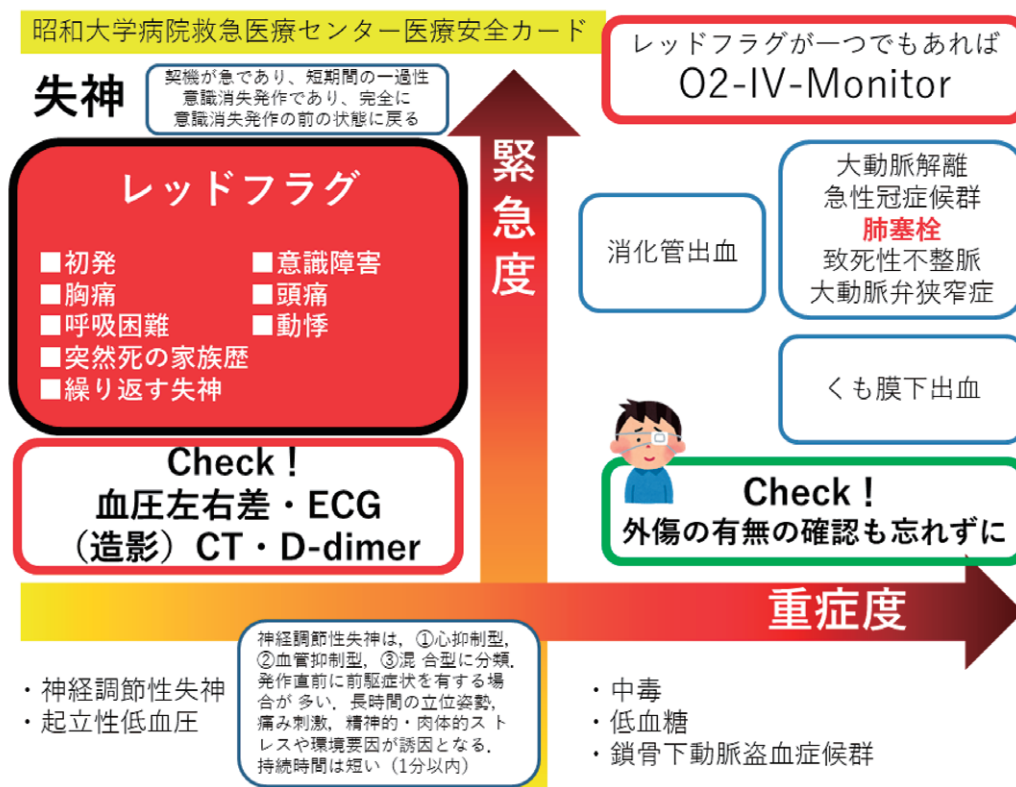 昭和大学病院救急医療センター医療安全カード
失神
契機が急であり、短期間の一過性
意識消失発作であり、完全に
意識消失発作の前の状態に戻る
レッドフラグが一つでもあれば
O2-IV-Monitor
レッドフラグ
■初発
■意識障害
■胸痛
■頭痛
■呼吸困難
■動悸
■突然死の家族歴
■繰り返す失神
緊急度
消化管出血
大動脈解離
急性冠症候群
肺塞栓
致死性不整脈
大動脈弁狭窄症
くも膜下出血
Check！
血圧左右差・ECG
（造影）CT・D-dimer
Check！
外傷の有無の確認も忘れずに
重症度
・神経調節性失神
・起立性低血圧
神経調節性失神は，①心抑制型，
②血管抑制型，③混 合型に分類．
発作直前に前駆症状を有する場
合が 多い．長時間の立位姿勢，
痛み刺激，精神的・肉体的ス ト
レスや環境要因が誘因となる．
持続時間は短い（1分以内）
・中毒
・低血糖
・鎖骨下動脈盗血症候群